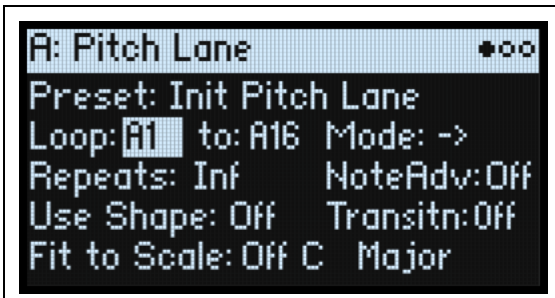 A: Pitch Lane
Preset: Init Pitch Lane
Loop: A1 to: A16 Mode: ->
Repeats: Inf NoteAdv: Off
Use Shape: Off Transitn: Off
Fit to Scale: Off C Major